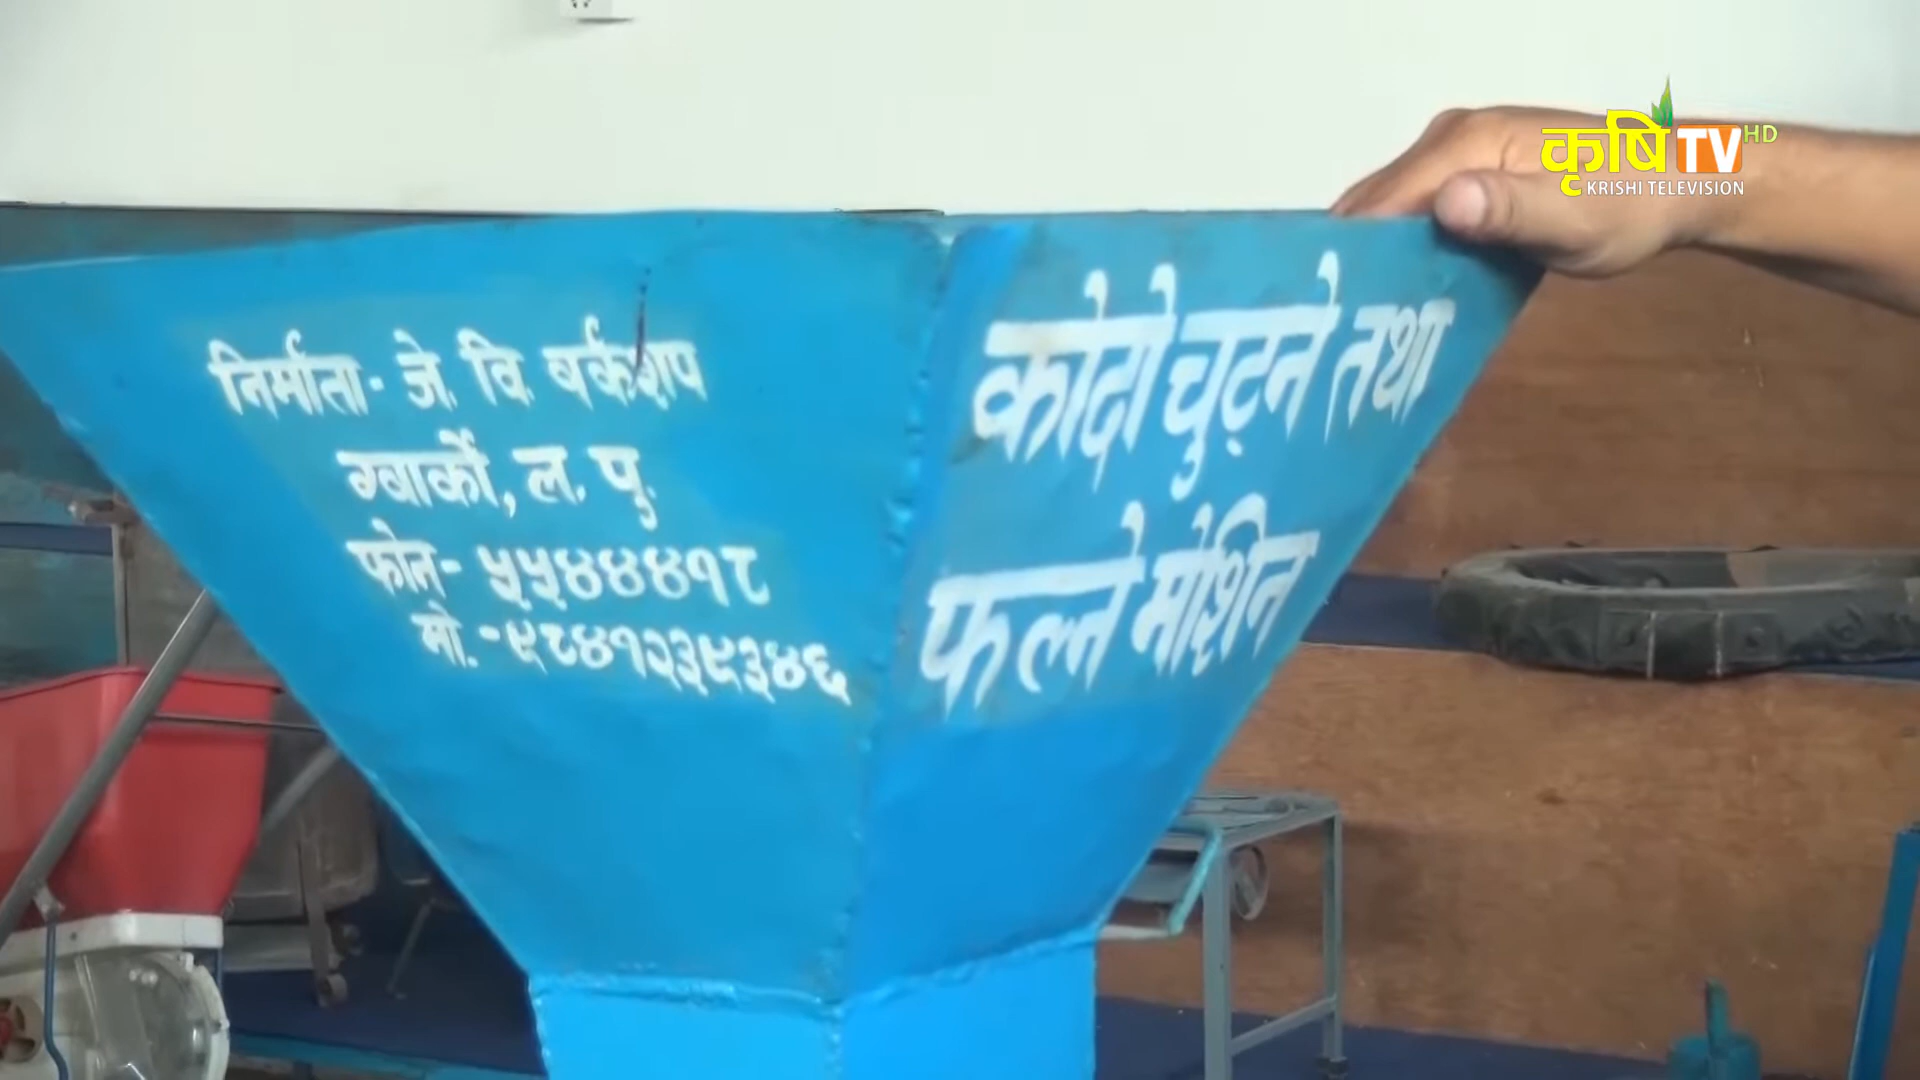 कृषि TV HD
KRISHI TELEVISION
निर्माता- जे. वि. वर्कशप
ग्वार्को, ल. पु.
फोन- ५५४४४१८
मो. -९८४१२३९३४६
कोदो चुट्ने तथा
फल्ने मेशिन